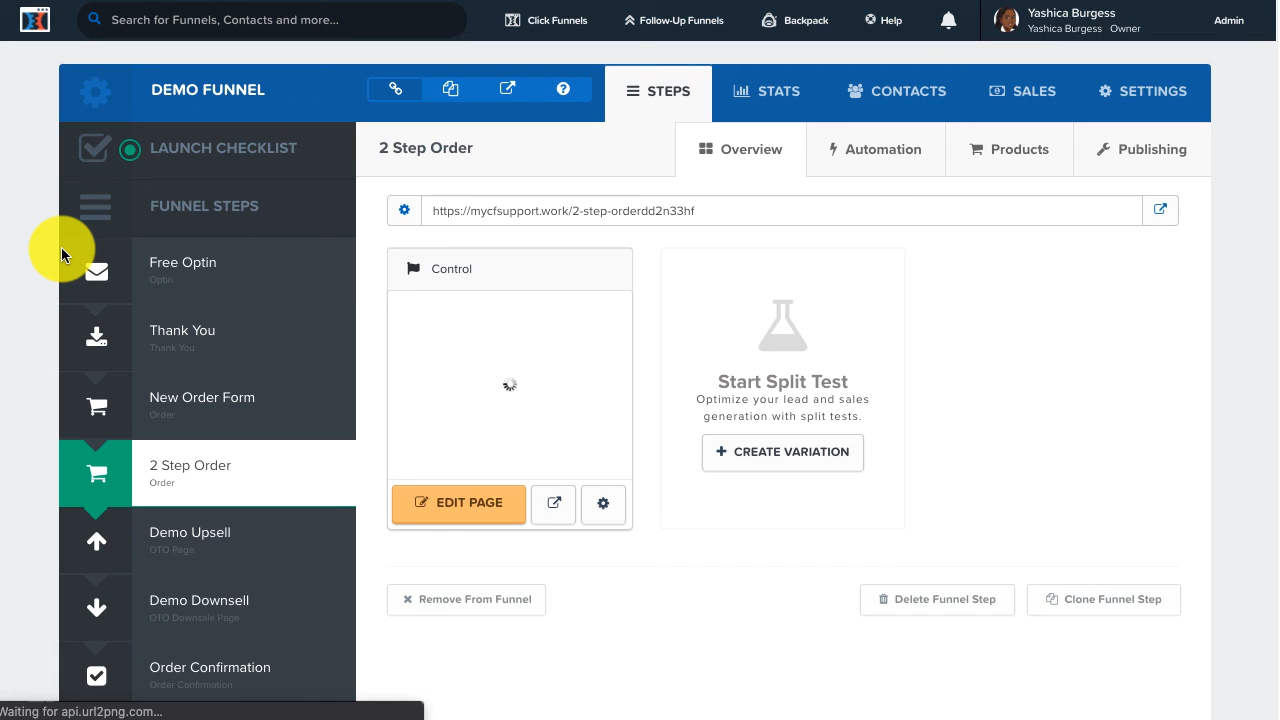 Search for Funnels, Contacts and more...
Click Funnels
Follow-Up Funnels
Backpack
Help
Yashica Burgess
Yashica Burgess Owner
Admin
DEMO FUNNEL
STEPS
STATS
CONTACTS
SALES
SETTINGS
LAUNCH CHECKLIST
2 Step Order
Overview
Automation
Products
Publishing
FUNNEL STEPS
https://mycfsupport.work/2-step-orderdd2n33hf
Free Optin
Optin
Thank You
Thank You
New Order Form
Order
2 Step Order
Order
Demo Upsell
OTO Page
Demo Downsell
OTO Downsale Page
Order Confirmation
Order Confirmation
Control
EDIT PAGE
Start Split Test
Optimize your lead and sales
generation with split tests.
+ CREATE VARIATION
Remove From Funnel
Delete Funnel Step
Clone Funnel Step
Waiting for api.url2png.com...